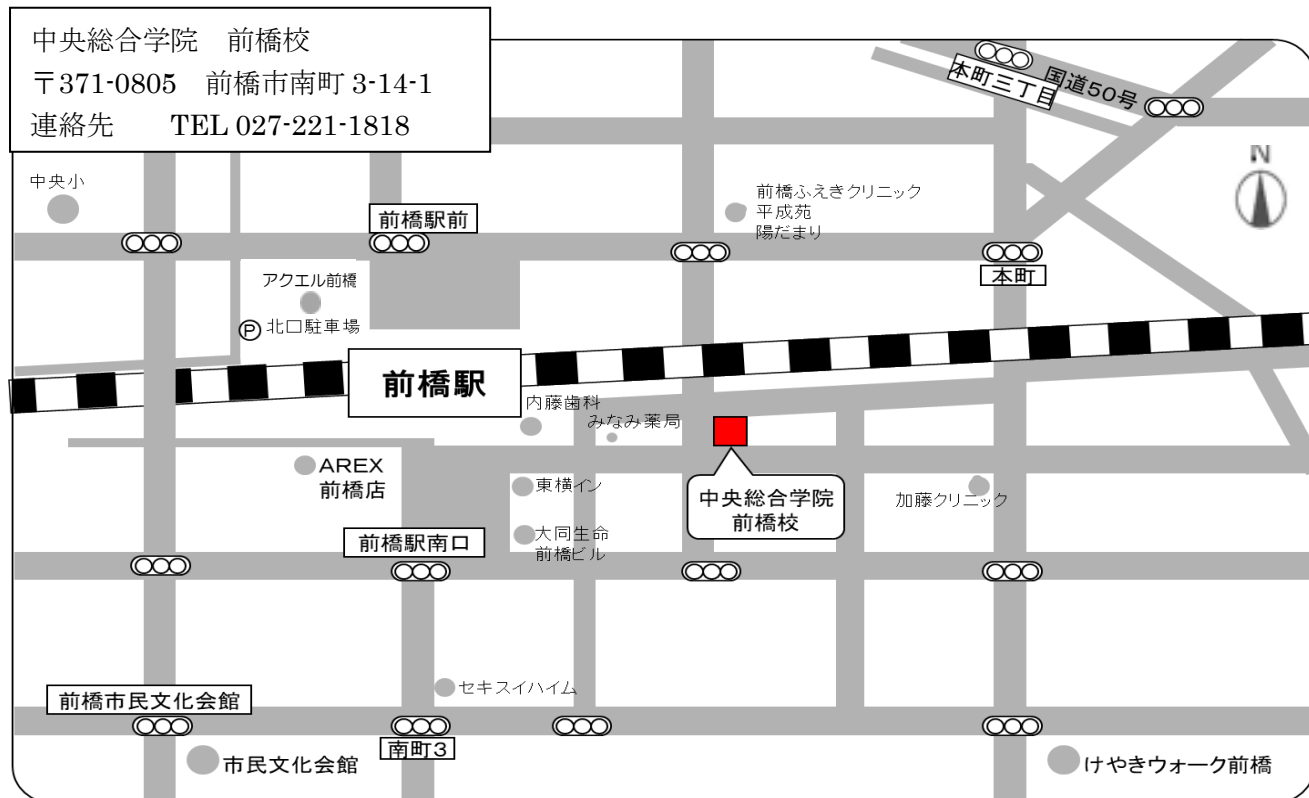 中央総合学院　前橋校
〒371-0805　前橋市南町 3-14-1
連絡先　　TEL 027-221-1818
本町三丁目
国道50号
N
中央小
前橋駅前
前橋ふえきクリニック
平成苑
陽だまり
本町
アクエル前橋
P 北口駐車場
前橋駅
内藤歯科
みなみ薬局
AREX
前橋店
東横イン
中央総合学院
前橋校
加藤クリニック
大同生命
前橋ビル
前橋駅南口
セキスイハイム
前橋市民文化会館
南町3
市民文化会館
けやきウォーク前橋